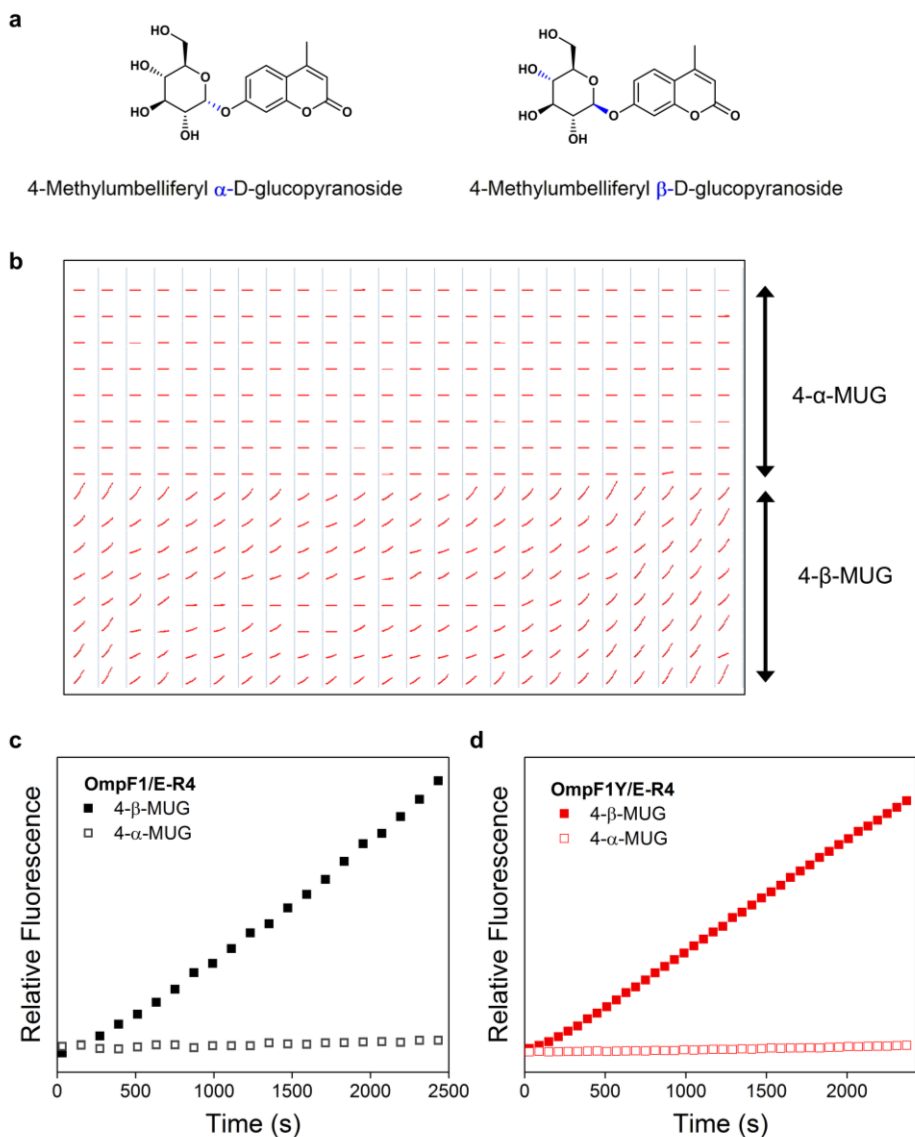 a
HO
HO
HO
OH
O
O
O
O
HO
HO
HO
OH
O
O
O
O
4-Methylumbelliferyl α-D-glucopyranoside
4-Methylumbelliferyl β-D-glucopyranoside
b
4-α-MUG
4-β-MUG
c
OmpF1/E-R4
4-β-MUG
4-α-MUG
Relative Fluorescence
0 500 1000 1500 2000 2500
Time (s)
d
OmpF1Y/E-R4
4-β-MUG
4-α-MUG
Relative Fluorescence
0 500 1000 1500 2000
Time (s)